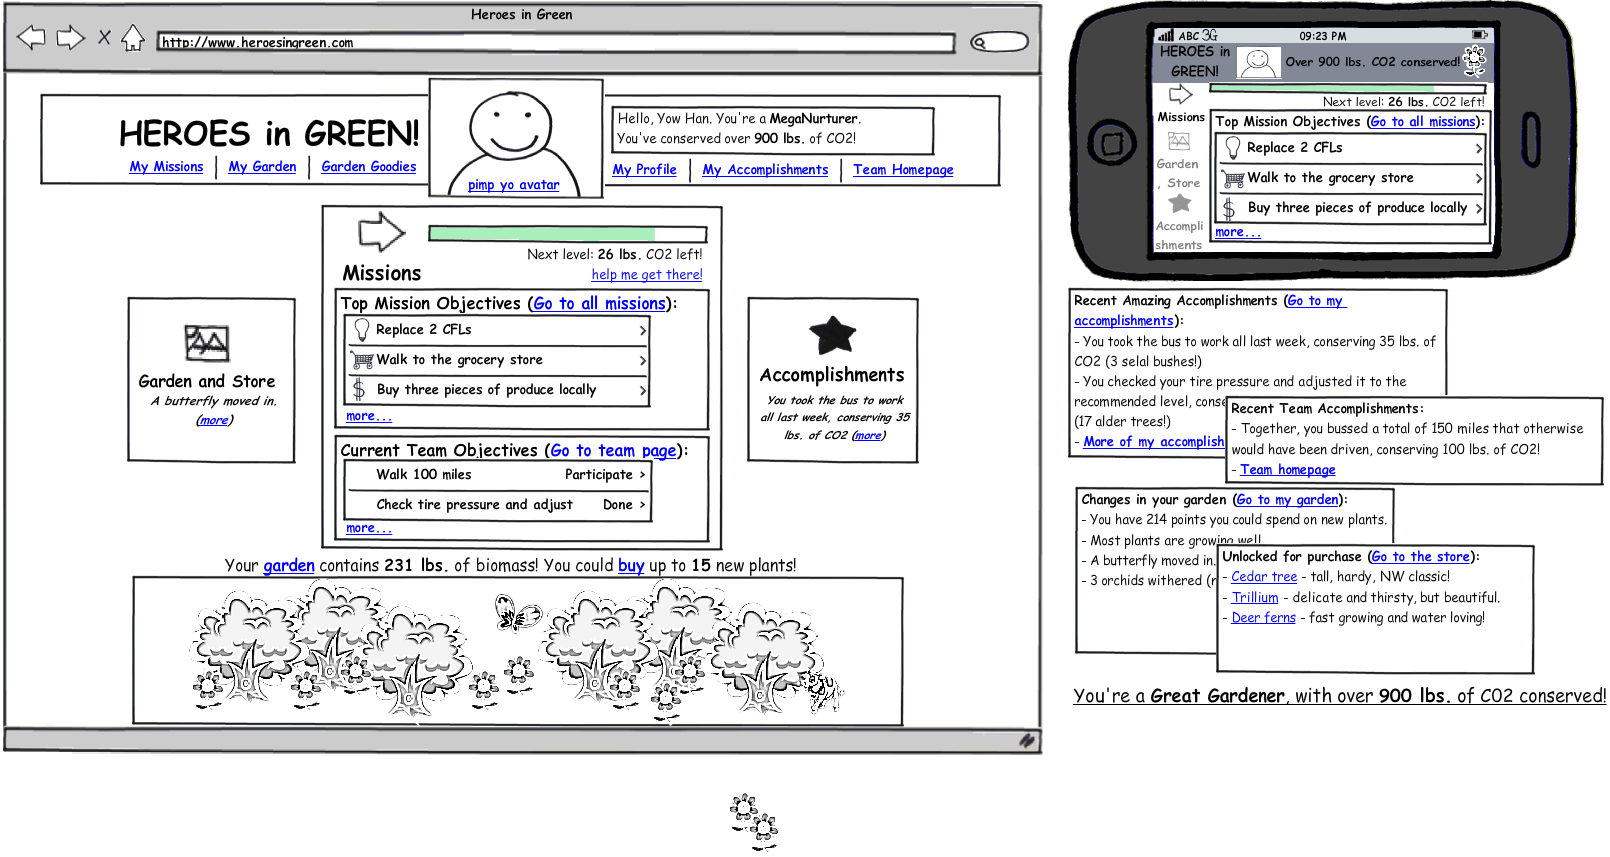 Heroes in Green
http://www.heroesingreen.com
HEROES in GREEN!
My Missions | My Garden | Garden Goodies
pimp yo avatar
Hello, Yow Han. You're a MegaNurturer.
You've conserved over 900 lbs. of CO2!
My Profile | My Accomplishments | Team Homepage
Missions
Next level: 26 lbs. CO2 left!
help me get there!
Top Mission Objectives (Go to all missions):
Replace 2 CFLs >
Walk to the grocery store >
Buy three pieces of produce locally >
more...
Current Team Objectives (Go to team page):
Walk 100 miles Participate >
Check tire pressure and adjust Done >
more...
Garden and Store
A butterfly moved in.
(more)
Accomplishments
You took the bus to work
all last week, conserving 35
lbs. of CO2 (more)
Your garden contains 231 lbs. of biomass! You could buy up to 15 new plants!
ABC 3G 09:23 PM
HEROES in
GREEN!
Over 900 lbs. CO2 conserved!
Next level: 26 lbs. CO2 left!
Missions
Garden
, Store
Accompli
shments
Top Mission Objectives (Go to all missions):
Replace 2 CFLs >
Walk to the grocery store >
Buy three pieces of produce locally >
more...
Recent Amazing Accomplishments (Go to my
accomplishments):
- You took the bus to work all last week, conserving 35 lbs. of
CO2 (3 selal bushes!)
- You checked your tire pressure and adjusted it to the
recommended level, conse
(17 alder trees!)
- More of my accomplish
Recent Team Accomplishments:
- Together, you bussed a total of 150 miles that otherwise
would have been driven, conserving 100 lbs. of CO2!
- Team homepage
Changes in your garden (Go to my garden):
- You have 214 points you could spend on new plants.
- Most plants are growing well
- A butterfly moved in.
- 3 orchids withered (
Unlocked for purchase (Go to the store):
- Cedar tree - tall, hardy, NW classic!
- Trillium - delicate and thirsty, but beautiful.
- Deer ferns - fast growing and water loving!
You're a Great Gardener, with over 900 lbs. of CO2 conserved!